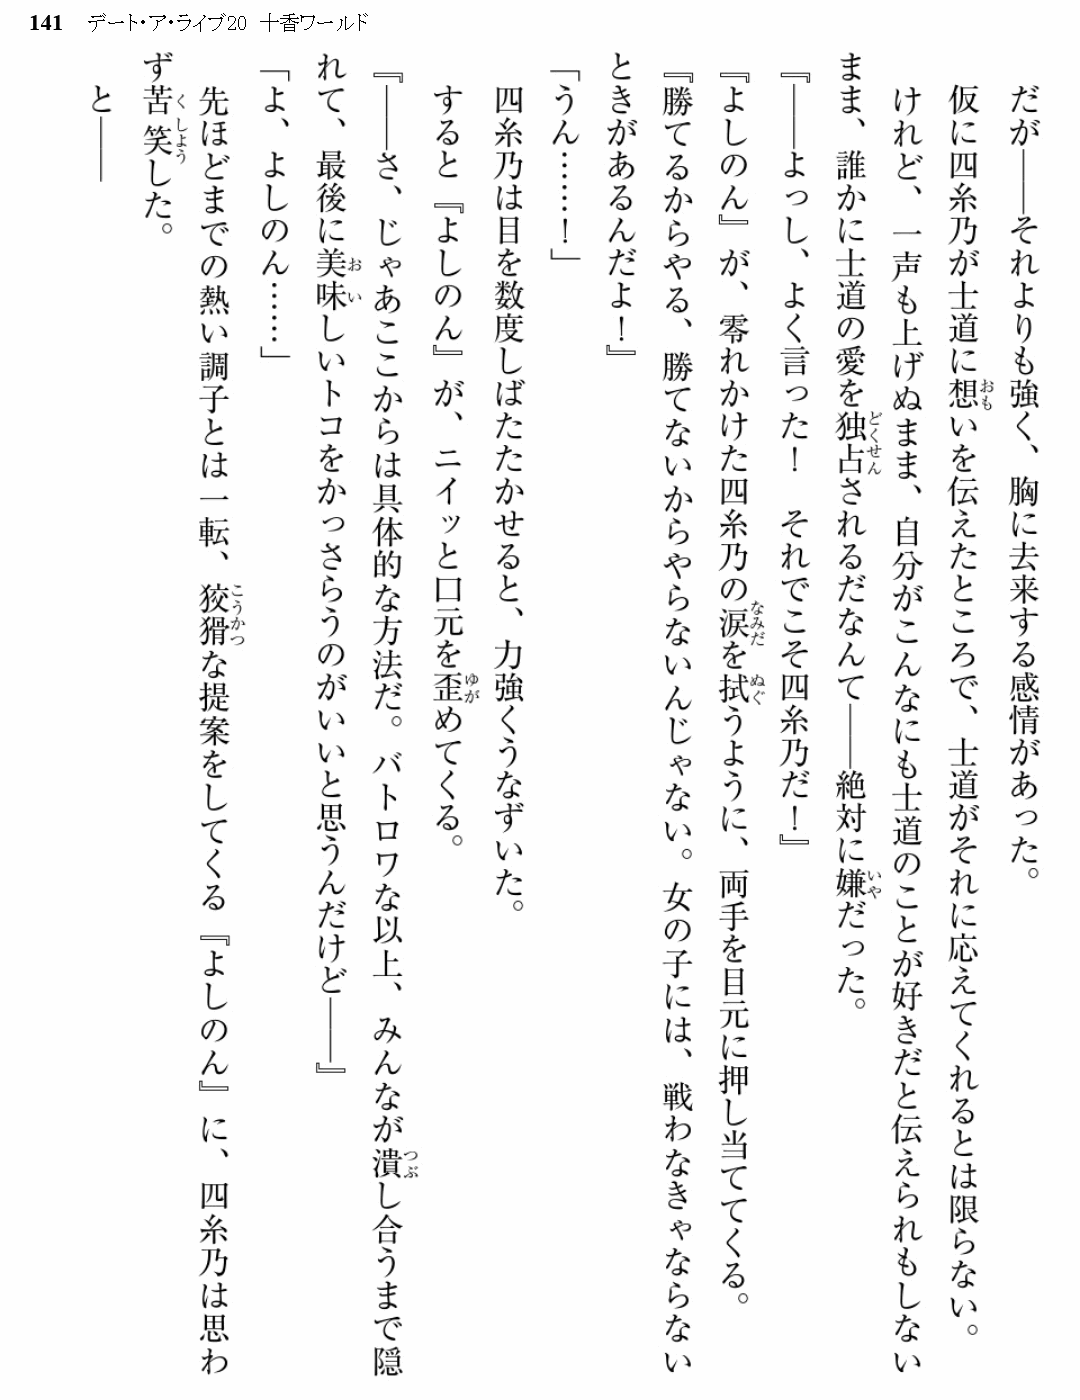 141 デート・ア・ライブ20 十香ワールド
だが――それよりも強く、胸に去来する感情があった。
仮に四糸乃が士道に想いを伝えたところで、士道がそれに応えてくれるとは限らない。
けれど、一声も上げぬまま、自分がこんなにも士道のことが好きだと伝えられもしない
まま、誰かに士道の愛を独占されるだなんて――絶対に嫌だった。
『――よっし、よく言った！　それでこそ四糸乃だ！』
『よしのん』が、零れかけた四糸乃の涙を拭うように、両手を目元に押し当ててくる。
『勝てるからやる、勝てないからやらないんじゃない。女の子には、戦わなきゃならない
ときがあるんだよ！』
「うん……！」
四糸乃は目を数度しばたたかせると、力強くうなずいた。
すると『よしのん』が、ニイッと口元を歪めてくる。
『――さ、じゃあここからは具体的な方法だ。バトロワな以上、みんなが潰し合うまで隠
れて、最後に美味しいトコをかっさらうのがいいと思うんだけど――』
「よ、よしのん……」
先ほどまでの熱い調子とは一転、狡猾な提案をしてくる『よしのん』に、四糸乃は思わ
ず苦笑した。
と――